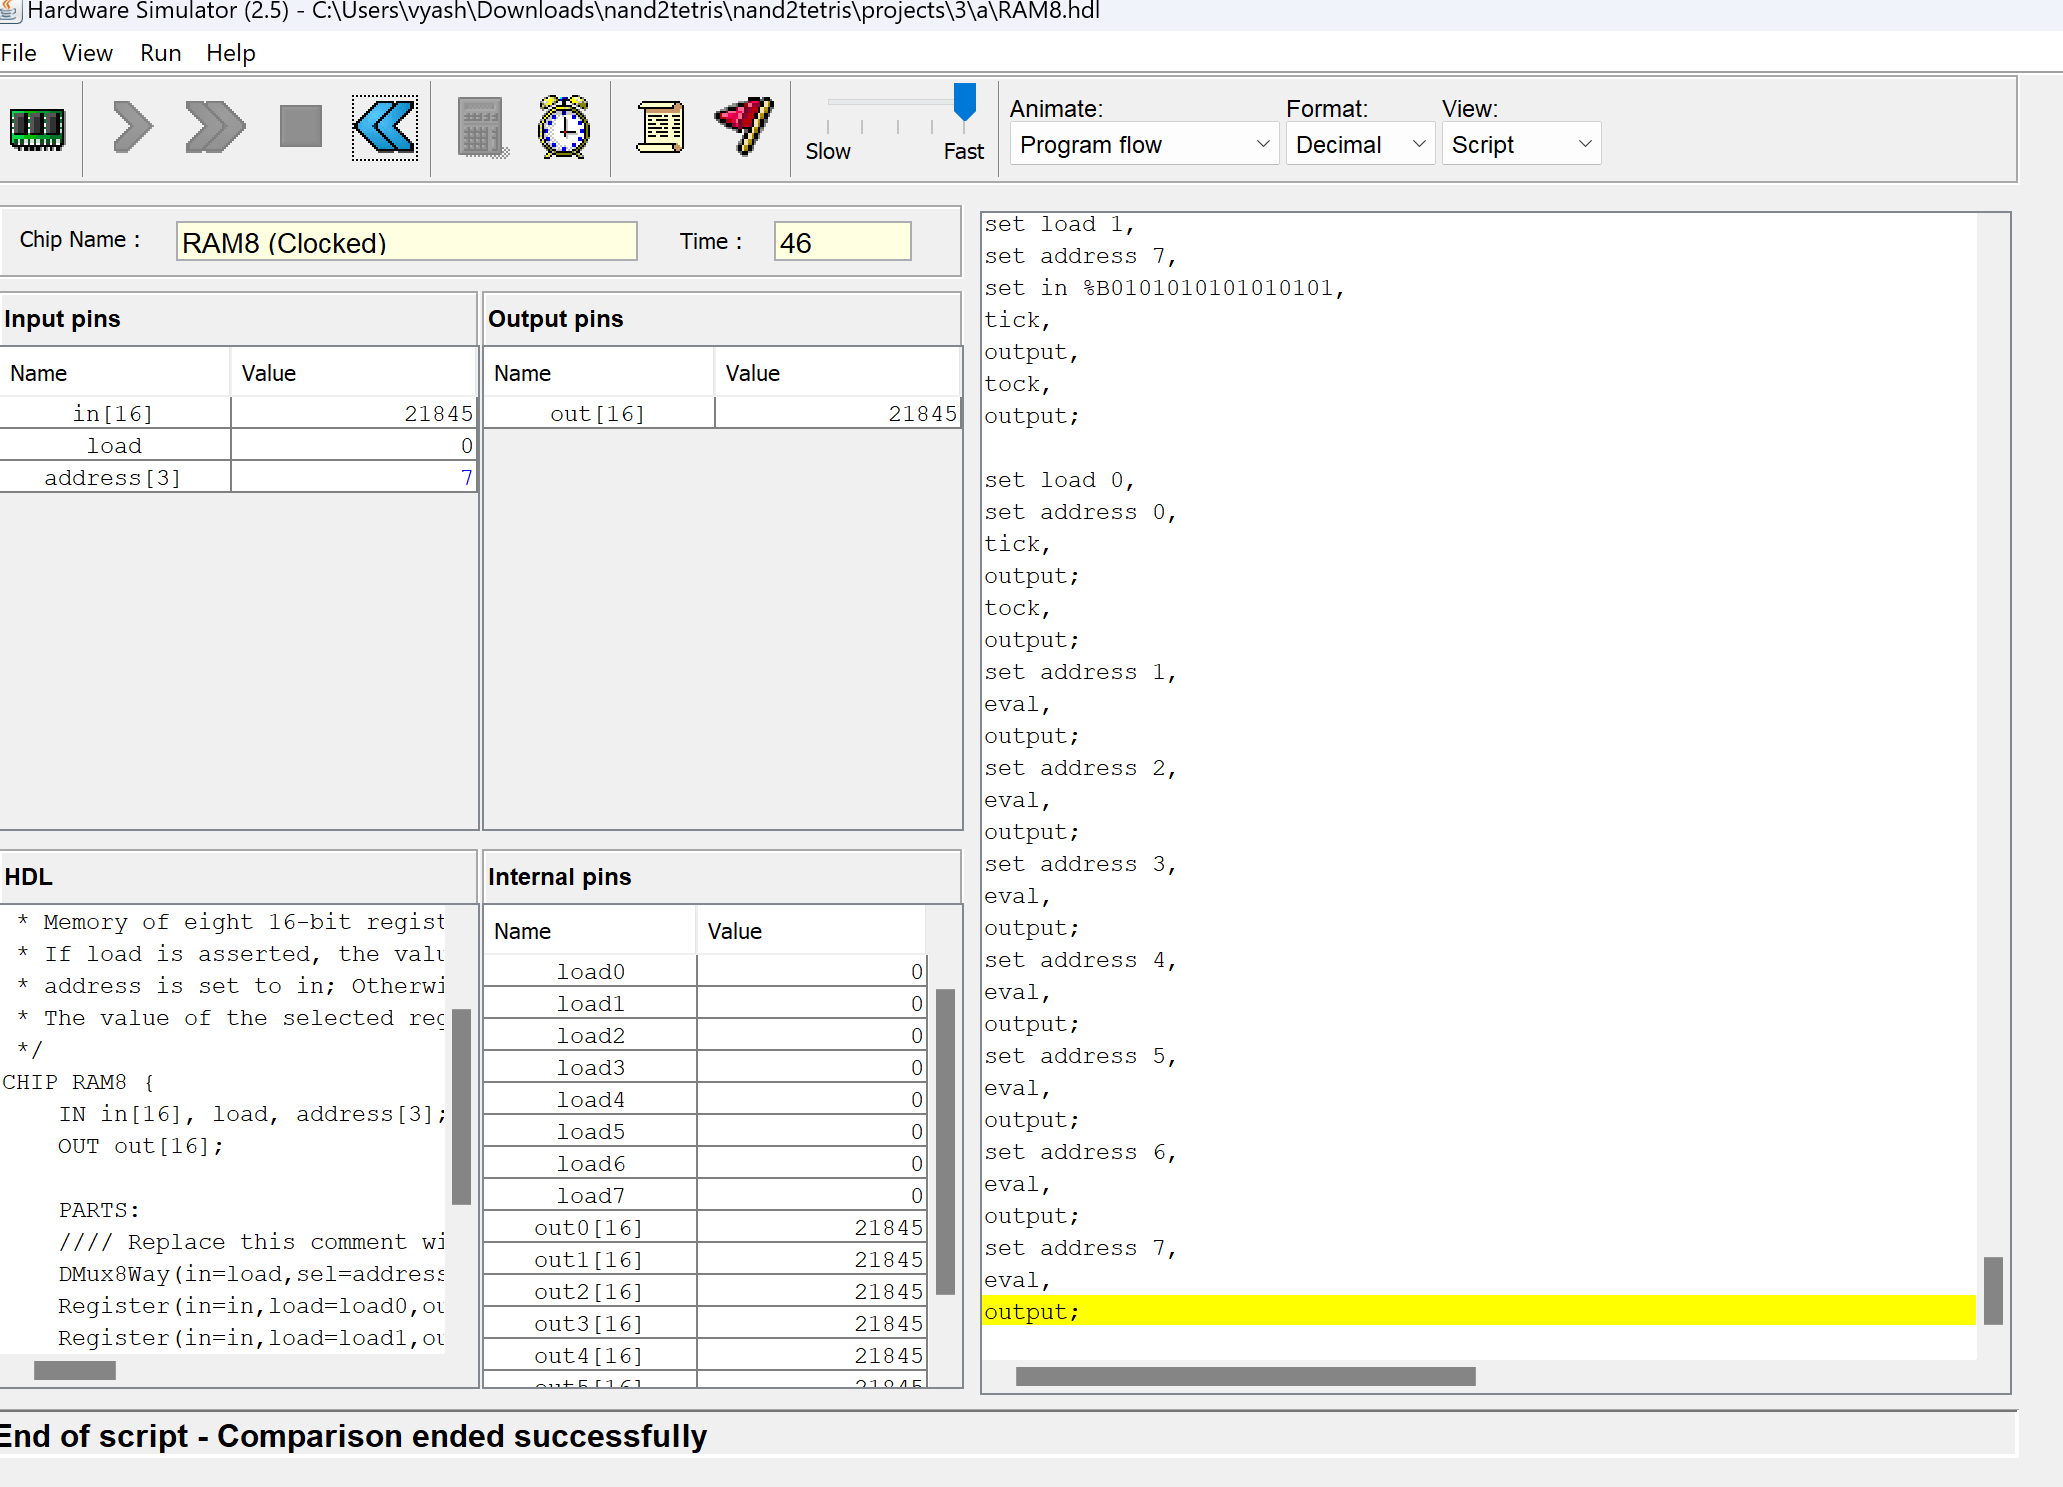 Hardware Simulator (2.5) - C:\Users\vyash\Downloads\nand2tetris\nand2tetris\projects\3\a\RAM8.hdl
File View Run Help
Slow Fast
Animate: Format: View:
Program flow Decimal Script
Chip Name : RAM8 (Clocked) Time : 46
Input pins
Name Value
in[16] 21845
load 0
address[3] 7
Output pins
Name Value
out[16] 21845
HDL
* Memory of eight 16-bit regist
* If load is asserted, the valu
* address is set to in; Otherwi
* The value of the selected reg
*/
CHIP RAM8 {
IN in[16], load, address[3];
OUT out[16];
PARTS:
//// Replace this comment wi
DMux8Way(in=load,sel=address
Register(in=in,load=load0,ou
Register(in=in,load=load1,ou
Internal pins
Name Value
load0 0
load1 0
load2 0
load3 0
load4 0
load5 0
load6 0
load7 0
out0[16] 21845
out1[16] 21845
out2[16] 21845
out3[16] 21845
out4[16] 21845
out5[16] 21845
set load 1,
set address 7,
set in %B0101010101010101,
tick,
output,
tock,
output;
set load 0,
set address 0,
tick,
output;
tock,
output;
set address 1,
eval,
output;
set address 2,
eval,
output;
set address 3,
eval,
output;
set address 4,
eval,
output;
set address 5,
eval,
output;
set address 6,
eval,
output;
set address 7,
eval,
output;
End of script - Comparison ended successfully